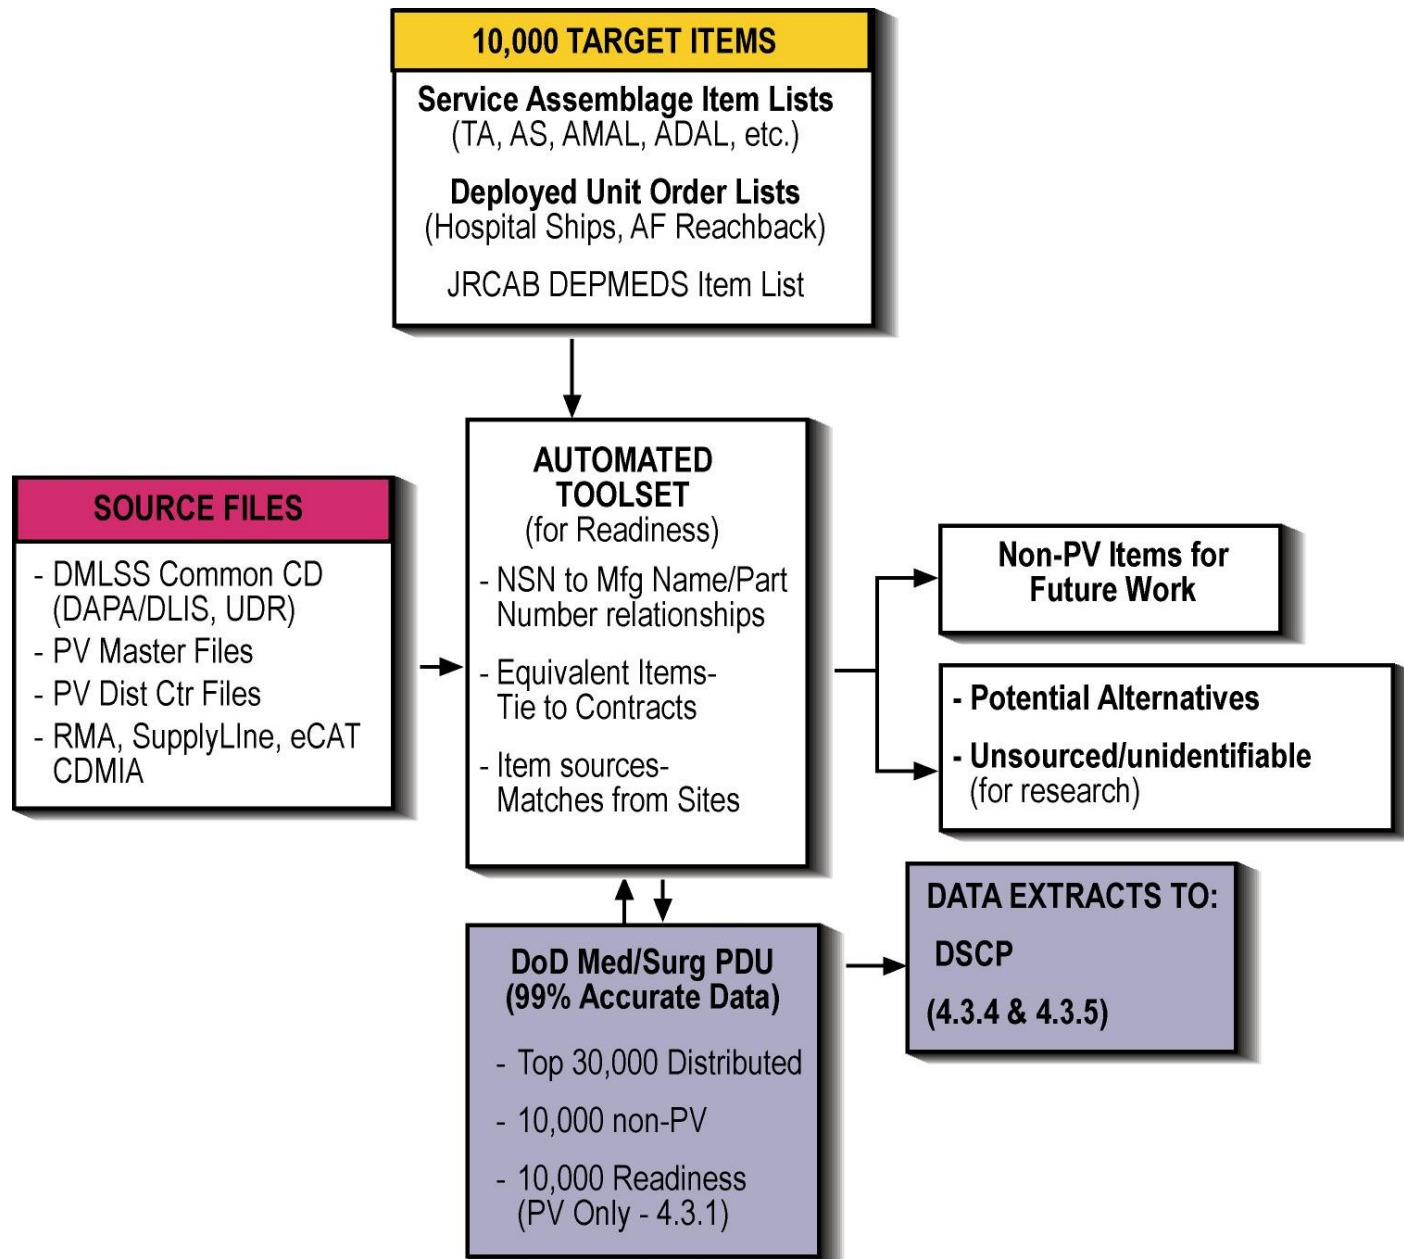 10,000 TARGET ITEMS
Service Assemblage Item Lists
(TA, AS, AMAL, ADAL, etc.)
Deployed Unit Order Lists
(Hospital Ships, AF Reachback)
JRCAB DEPMEDS Item List
SOURCE FILES
- DMLSS Common CD
(DAPA/DLIS, UDR)
- PV Master Files
- PV Dist Ctr Files
- RMA, SupplyLIne, eCAT
CDMIA
AUTOMATED
TOOLSET
(for Readiness)
- NSN to Mfg Name/Part
Number relationships
- Equivalent Items-
Tie to Contracts
- Item sources-
Matches from Sites
Non-PV Items for
Future Work
- Potential Alternatives
- Unsourced/unidentifiable
(for research)
DoD Med/Surg PDU
(99% Accurate Data)
- Top 30,000 Distributed
- 10,000 non-PV
- 10,000 Readiness
(PV Only - 4.3.1)
DATA EXTRACTS TO:
DSCP
(4.3.4 & 4.3.5)